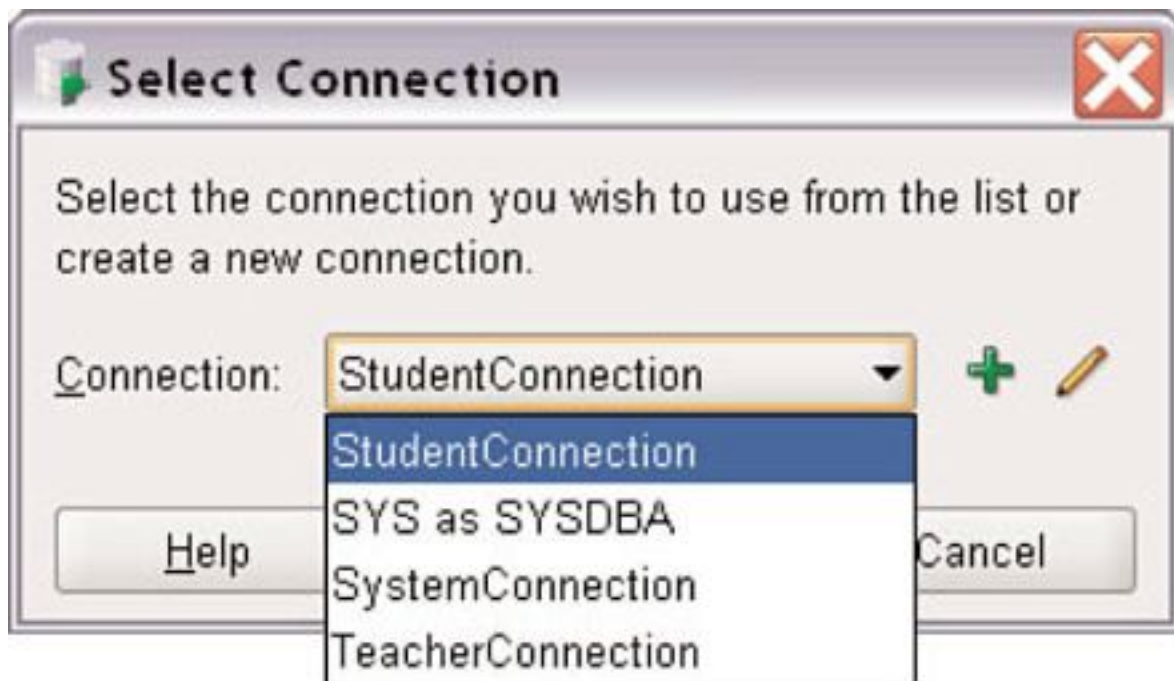 Select Connection
Select the connection you wish to use from the list or
create a new connection.
Connection: StudentConnection
StudentConnection
SYS as SYSDBA
Help Cancel
SystemConnection
TeacherConnection